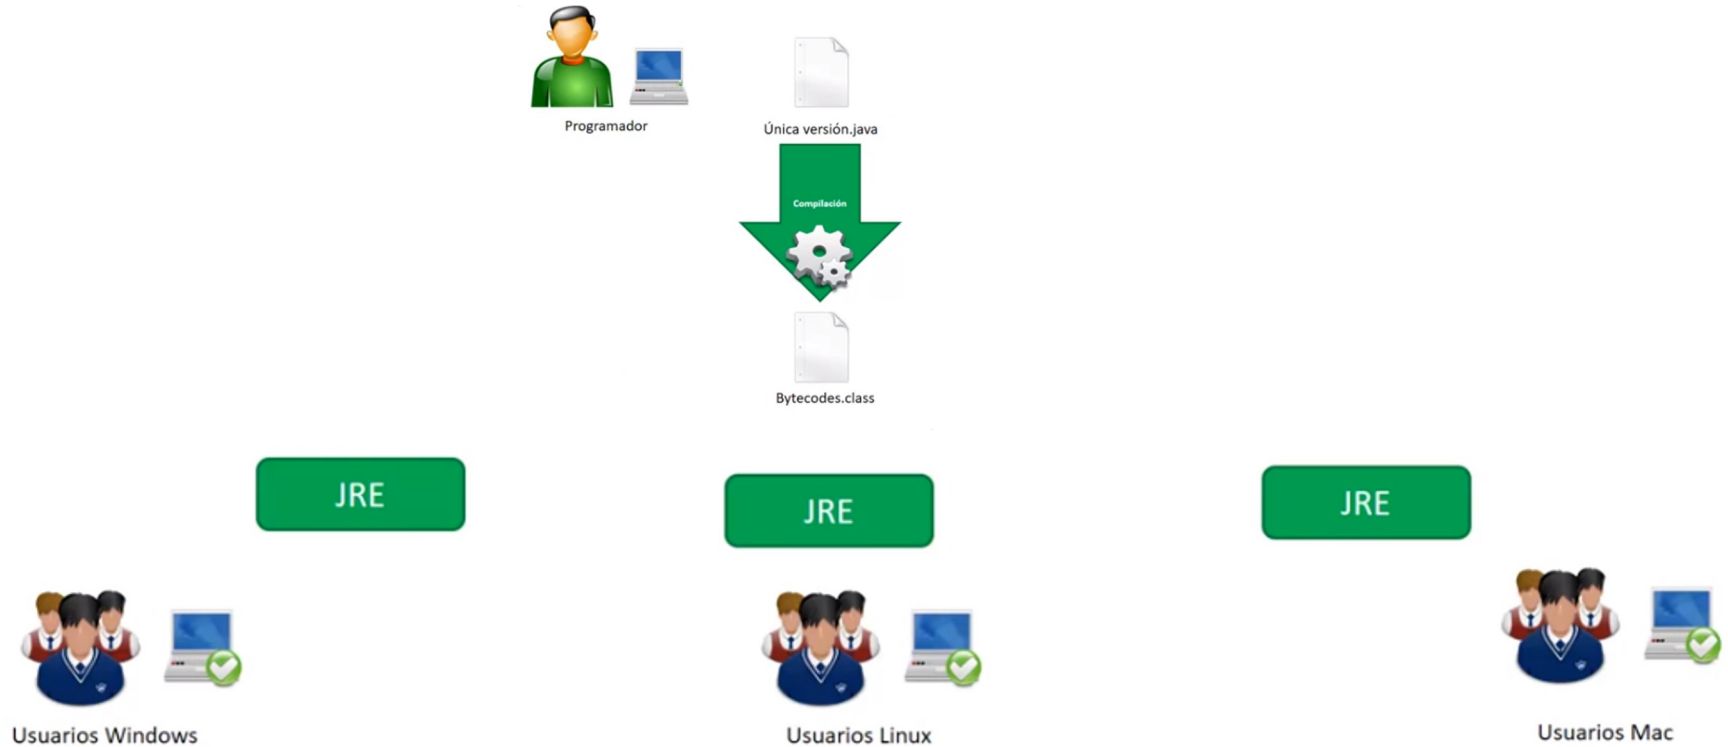 Programador
Única versión.java
Compilación
Bytecodes.class
JRE
JRE
JRE
Usuarios Windows
Usuarios Linux
Usuarios Mac